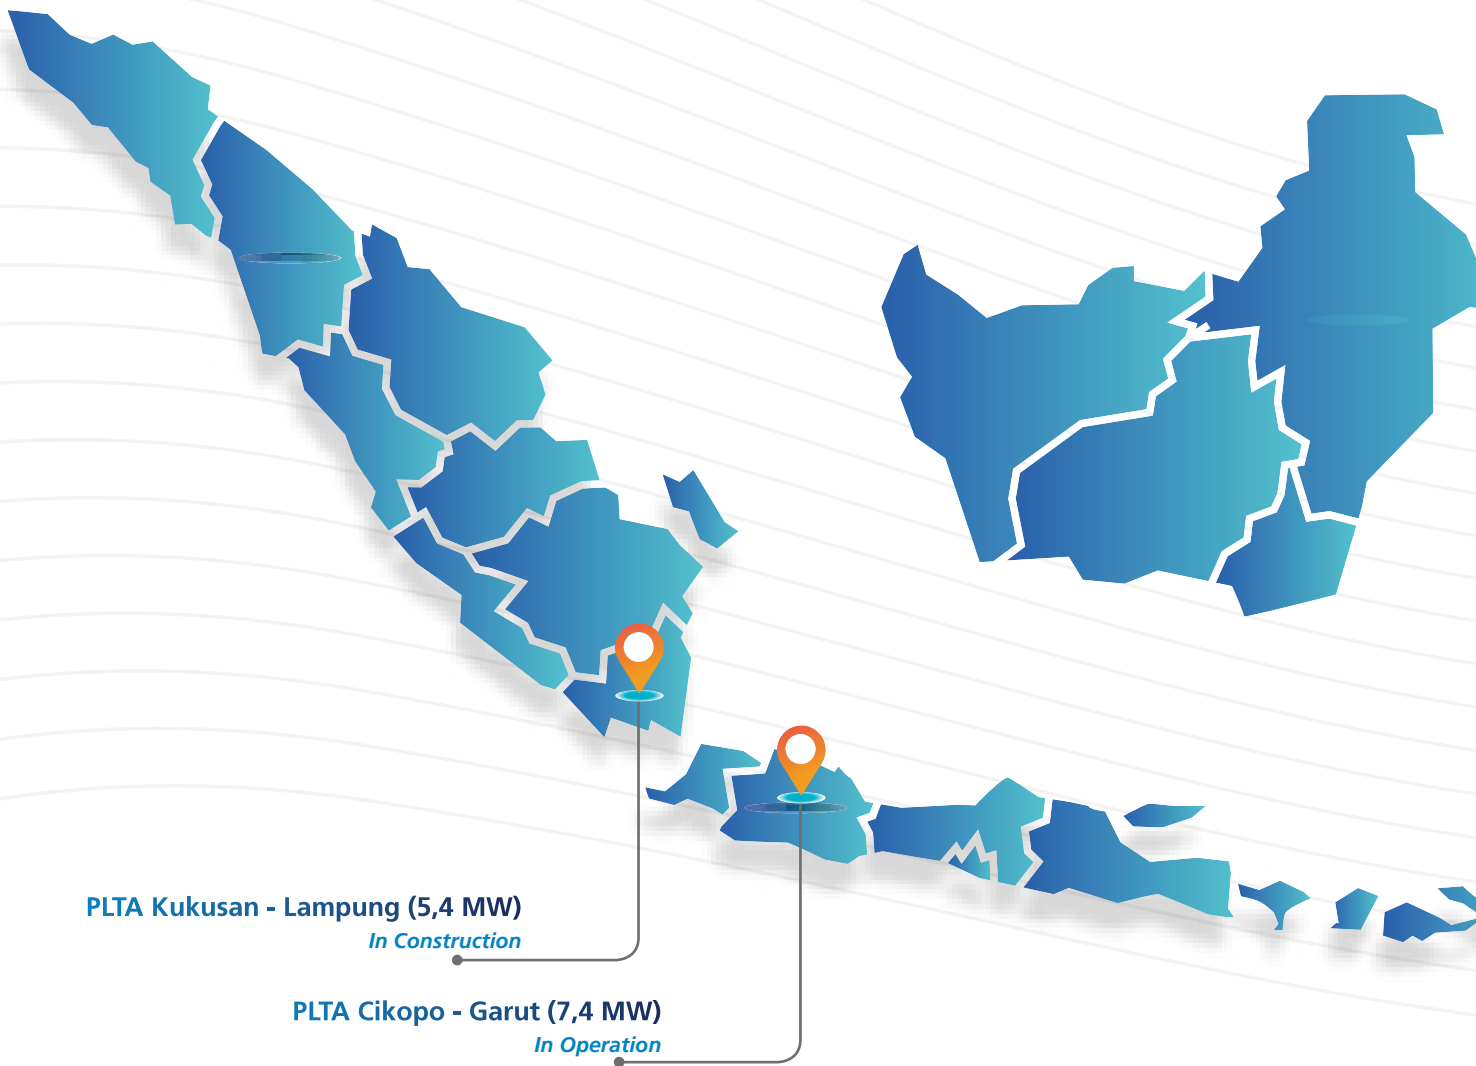 PLTA Kukusan - Lampung (5,4 MW)
In Construction
PLTA Cikopo - Garut (7,4 MW)
In Operation